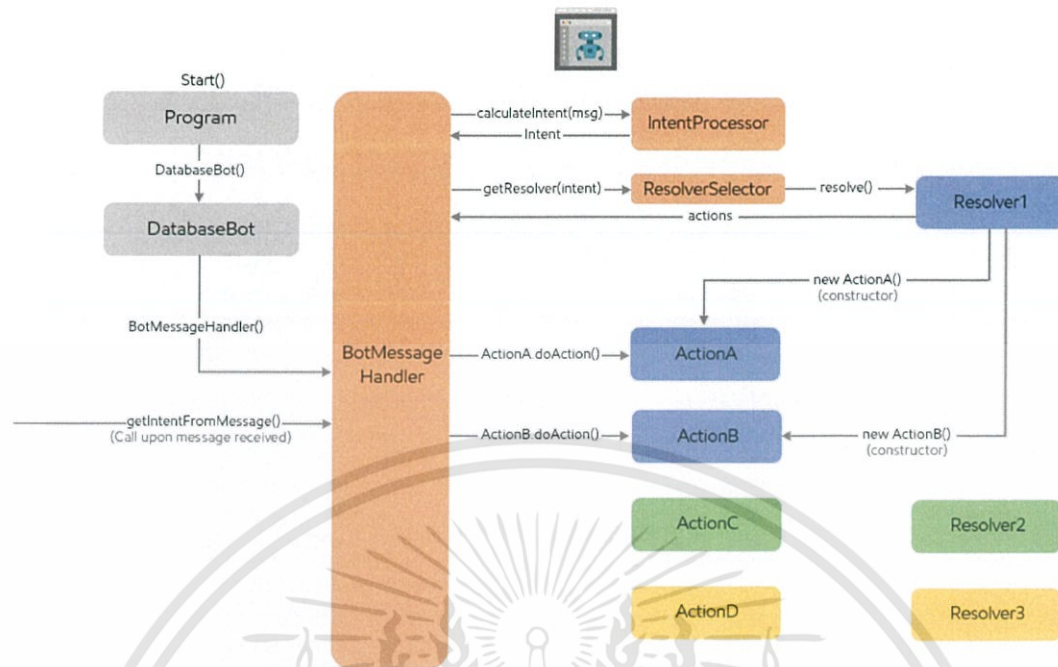 Start()
Program
DatabaseBot()
DatabaseBot
BotMessageHandler()
getIntentFromMessage()
(Call upon message received)
BotMessage
Handler
calculateIntent(msg)
Intent
IntentProcessor
getResolver(intent)
ResolverSelector
resolve()
Resolver1
actions
new ActionA()
(constructor)
ActionA.doAction()
ActionA
ActionB.doAction()
ActionB
new ActionB()
(constructor)
ActionC
Resolver2
ActionD
Resolver3